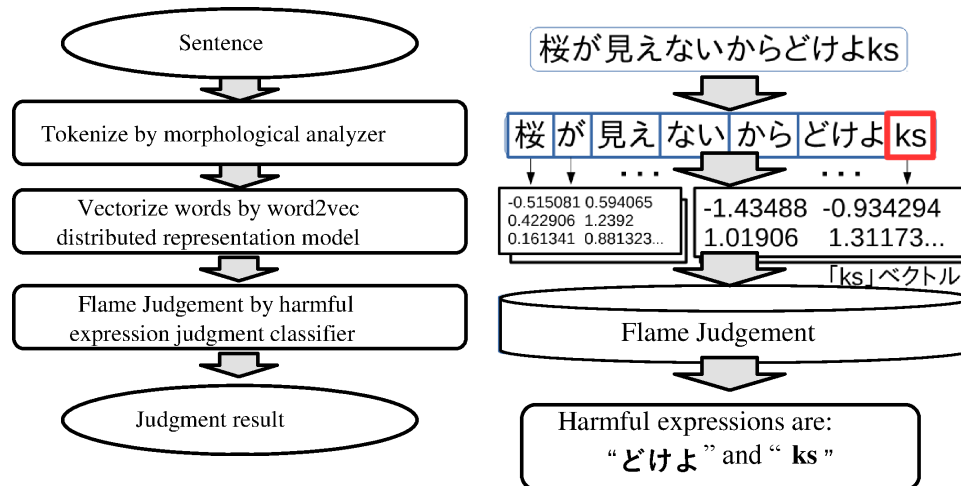 Sentence
Tokenize by morphological analyzer
Vectorize words by word2vec
distributed representation model
Flame Judgement by harmful
expression judgment classifier
Judgment result
桜が見えないからどけよks
桜 が 見え ない から どけよ ks
... ...
-0.515081 0.594065
0.422906 1.2392
0.161341 0.881323...
-1.43488 -0.934294
1.01906 1.31173...
「ks」ベクトル
Flame Judgement
Harmful expressions are:
“どけよ” and “ ks ”